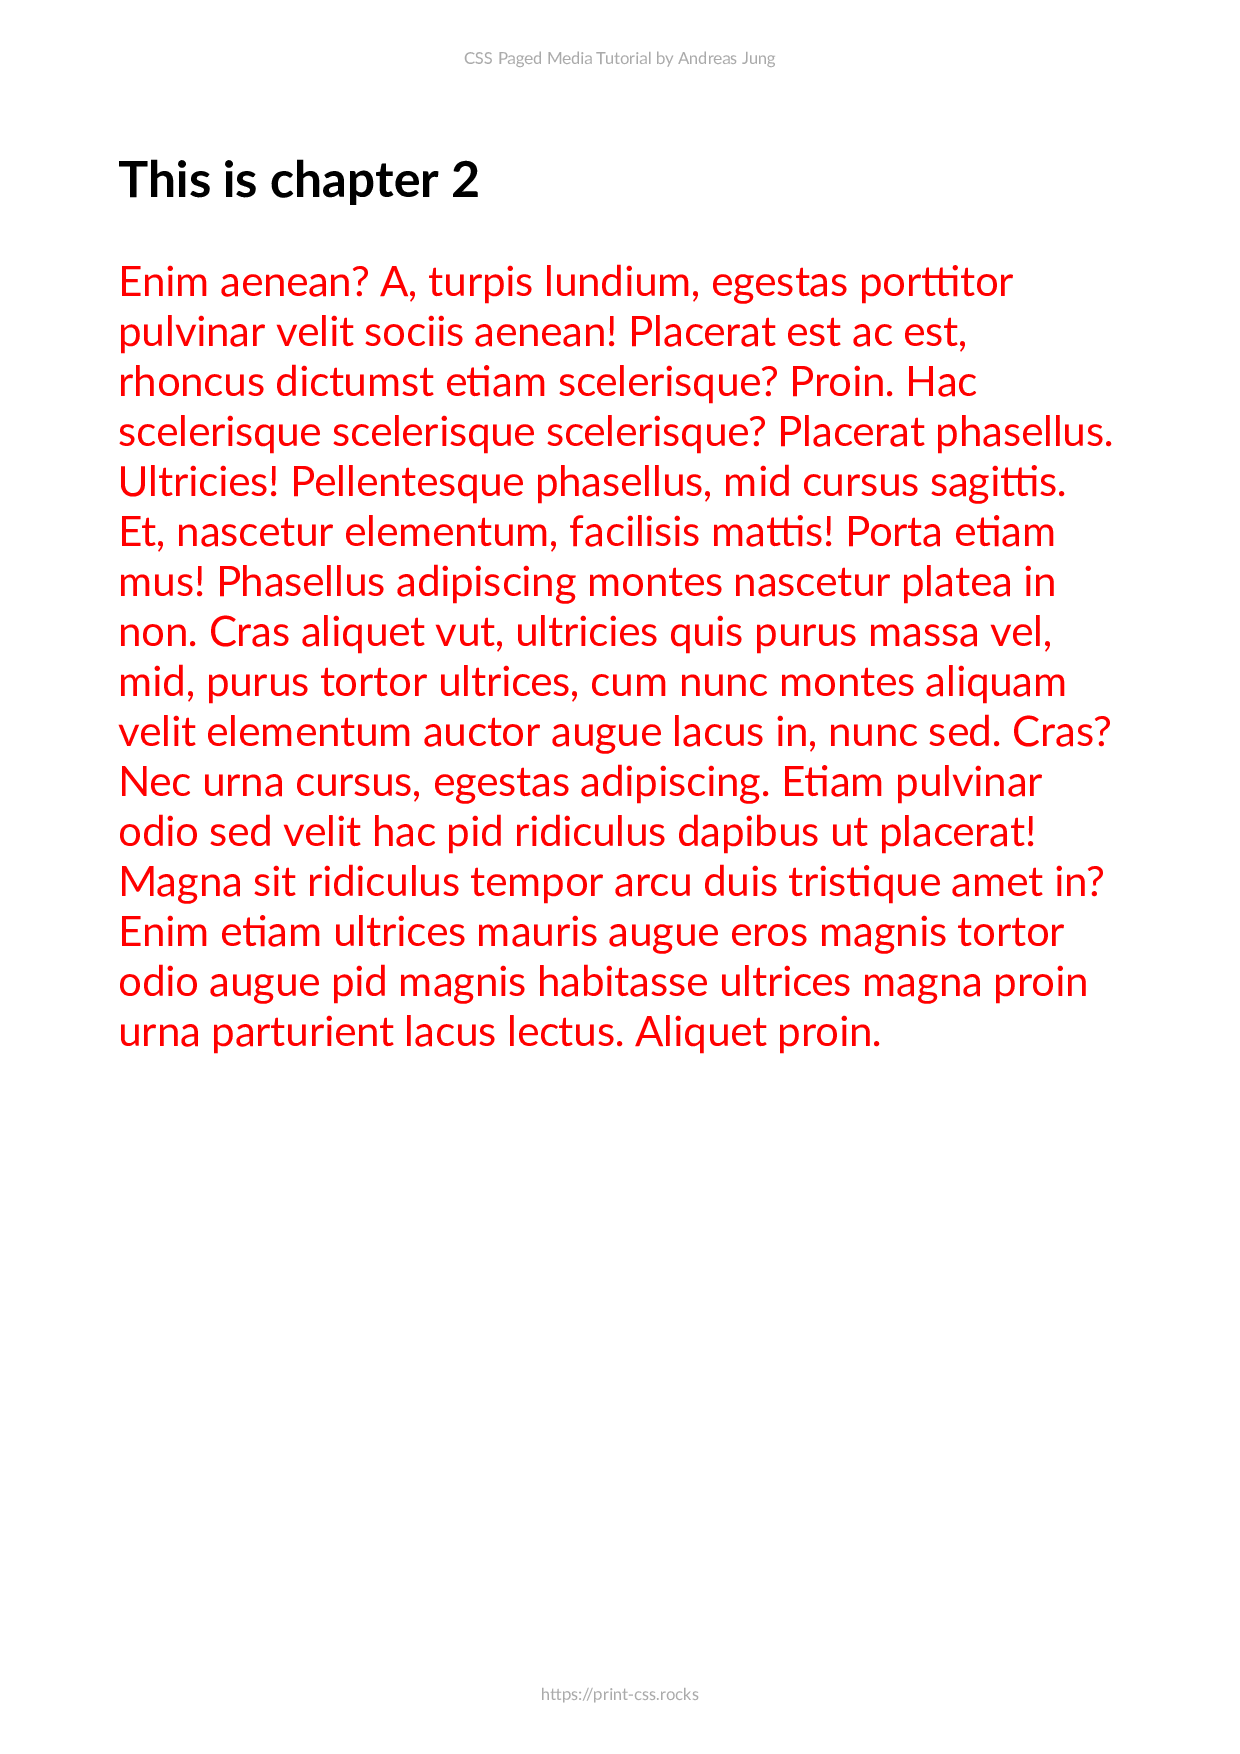 CSS Paged Media Tutorial by Andreas Jung
This is chapter 2
Enim aenean? A, turpis lundium, egestas porttitor
pulvinar velit sociis aenean! Placerat est ac est,
rhoncus dictumst etiam scelerisque? Proin. Hac
scelerisque scelerisque scelerisque? Placerat phasellus.
Ultricies! Pellentesque phasellus, mid cursus sagittis.
Et, nascetur elementum, facilisis mattis! Porta etiam
mus! Phasellus adipiscing montes nascetur platea in
non. Cras aliquet vut, ultricies quis purus massa vel,
mid, purus tortor ultrices, cum nunc montes aliquam
velit elementum auctor augue lacus in, nunc sed. Cras?
Nec urna cursus, egestas adipiscing. Etiam pulvinar
odio sed velit hac pid ridiculus dapibus ut placerat!
Magna sit ridiculus tempor arcu duis tristique amet in?
Enim etiam ultrices mauris augue eros magnis tortor
odio augue pid magnis habitasse ultrices magna proin
urna parturient lacus lectus. Aliquet proin.
https://print-css.rocks